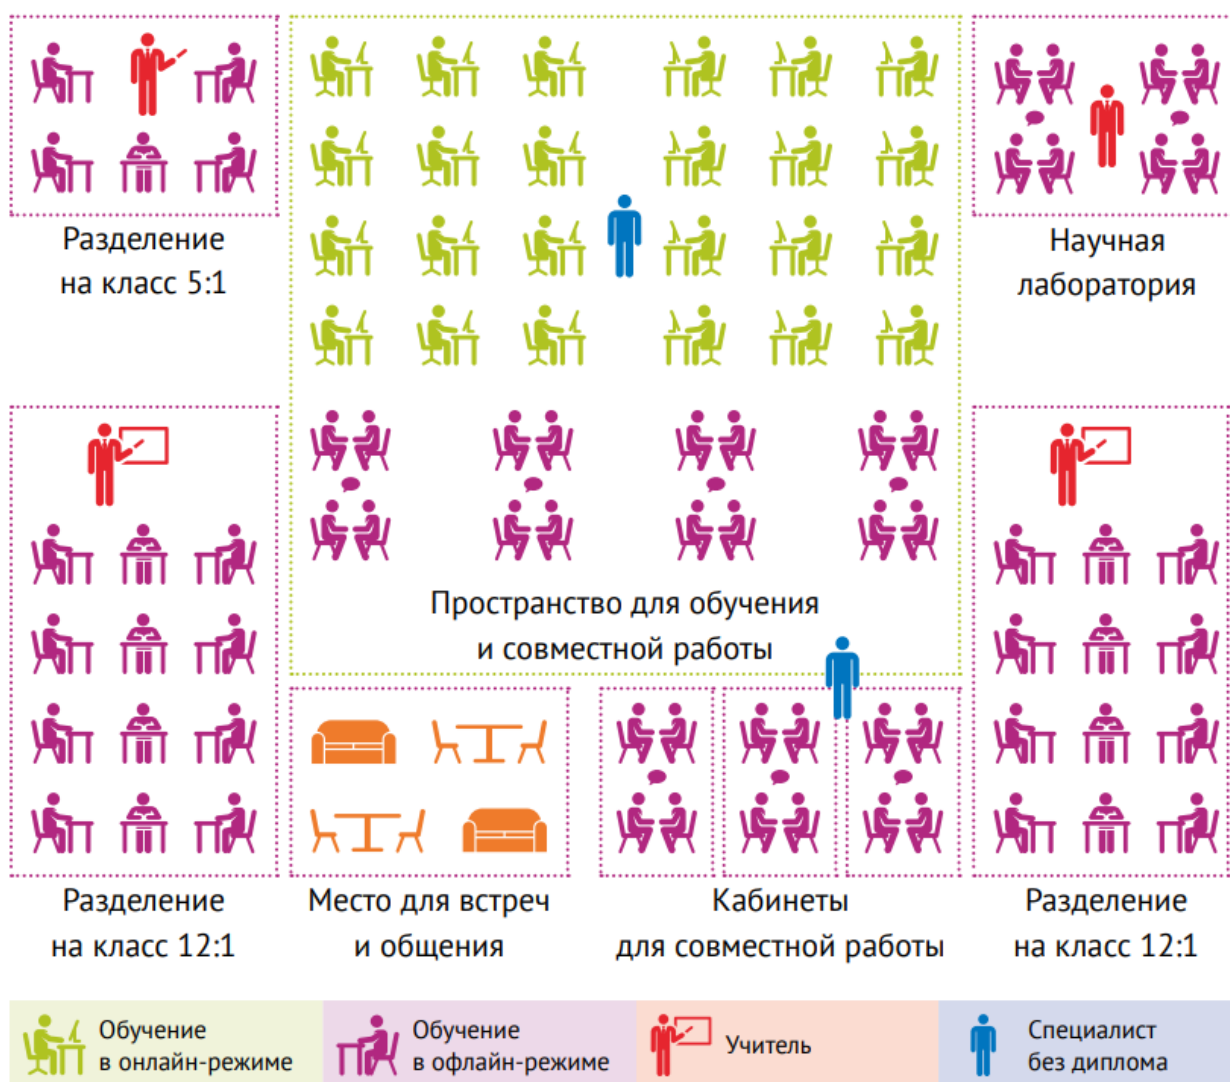 Разделение
на класс 5:1
Научная
лаборатория
Пространство для обучения
и совместной работы
Разделение
на класс 12:1
Место для встреч
и общения
Кабинеты
для совместной работы
Разделение
на класс 12:1
Обучение
в онлайн-режиме
Обучение
в офлайн-режиме
Учитель
Специалист
без диплома